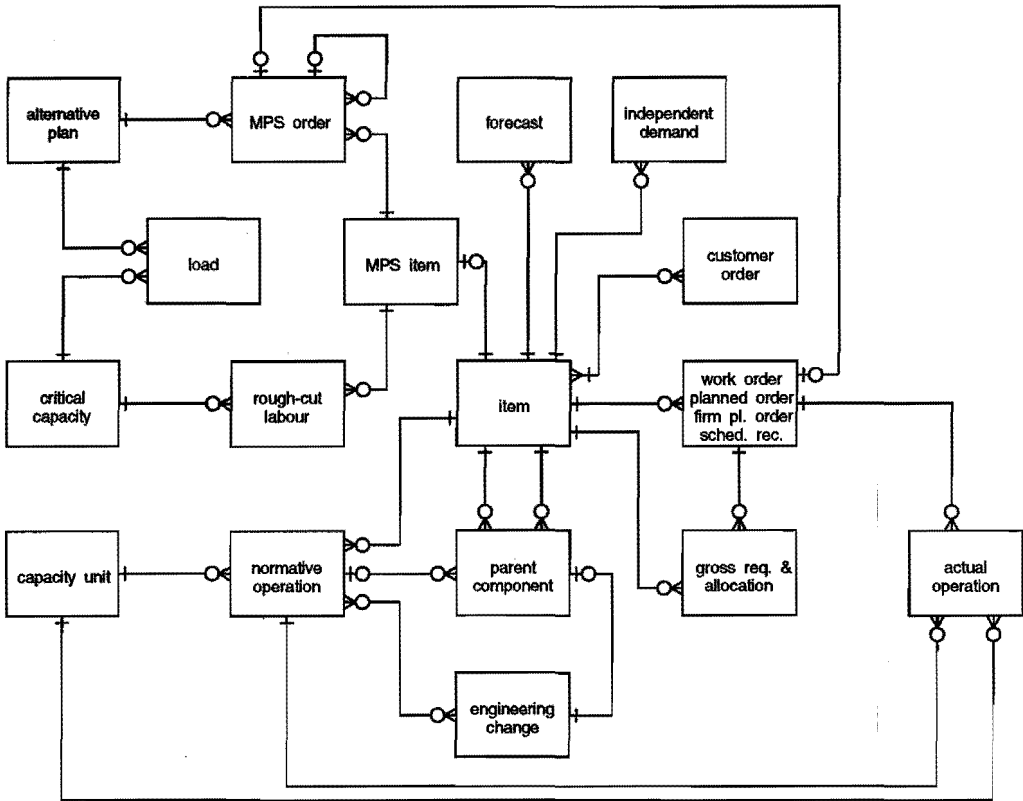 alternative
plan
MPS order
forecast
independent
demand
load
MPS item
customer
order
critical
capacity
rough-cut
labour
item
work order
planned order
firm pl. order
sched. rec.
capacity unit
normative
operation
parent
component
gross req. &
allocation
actual
operation
engineering
change